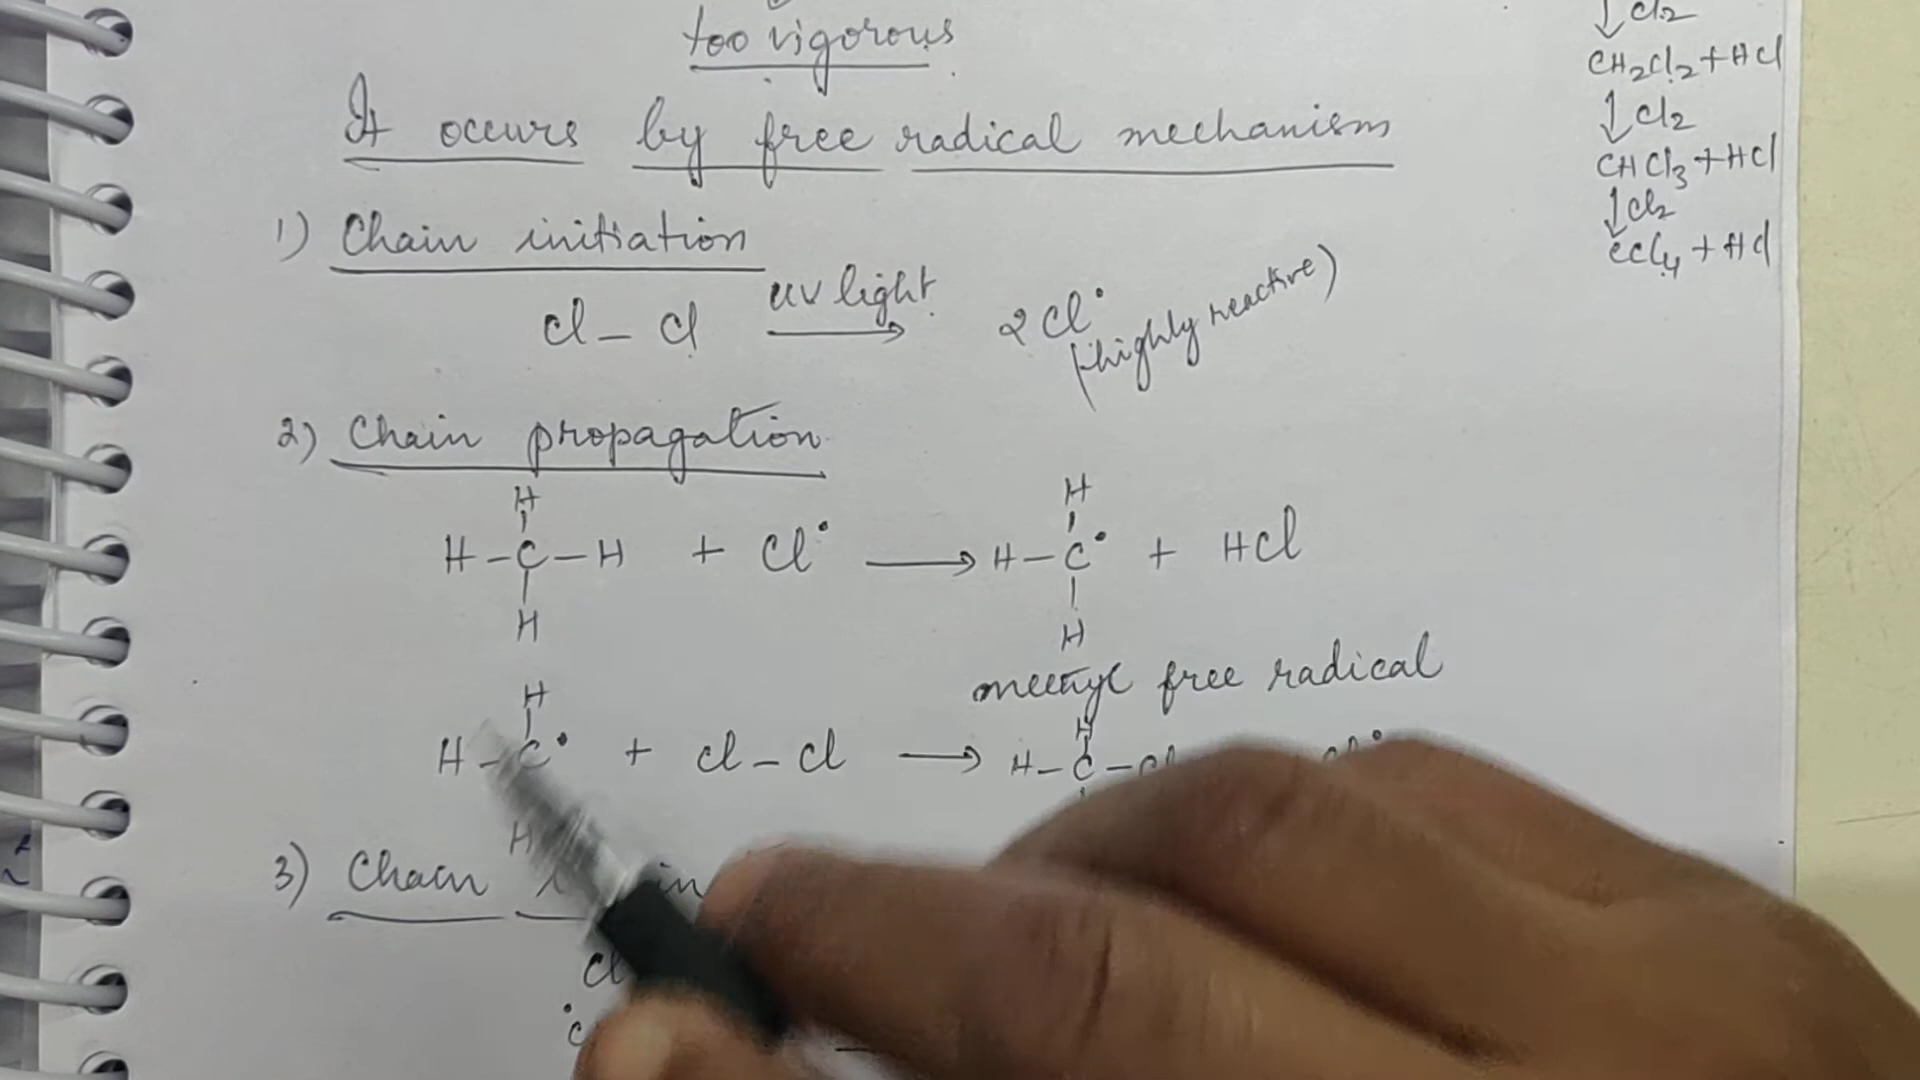 too vigorous
It occurs by free radical mechanism
1) Chain initiation
Cl – Cl uv light → 2Cl•
(highly reactive)
2) Chain propagation
H
H – C – H + Cl• → H – C• + HCl
H
H
H
methyl free radical
H
H
H – C• + Cl – Cl → H – C – Cl
H
3) Chain
Cl
↓ Cl2
CH2Cl2 + HCl
↓ Cl2
CHCl3 + HCl
↓ Cl2
CCl4 + HCl